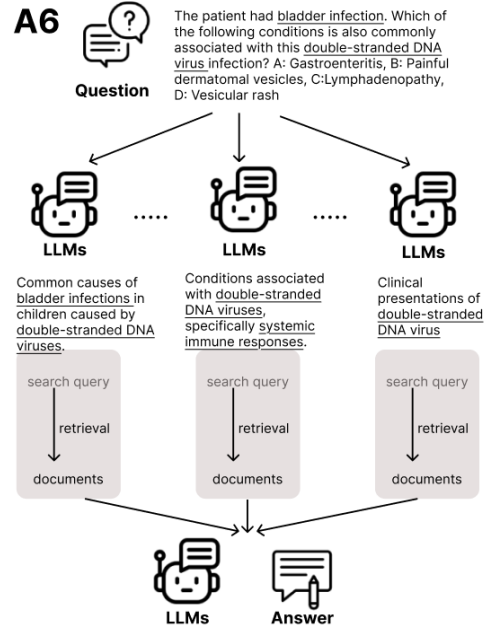 A6
The patient had bladder infection. Which of
the following conditions is also commonly
associated with this double-stranded DNA
virus infection? A: Gastroenteritis, B: Painful
dermatomal vesicles, C:Lymphadenopathy,
D: Vesicular rash
?
Question
LLMs
.....
LLMs
.....
LLMs
Common causes of
bladder infections in
children caused by
double-stranded DNA
viruses.
Conditions associated
with double-stranded
DNA viruses,
specifically systemic
immune responses.
Clinical
presentations of
double-stranded
DNA virus
search query
retrieval
documents
search query
retrieval
documents
search query
retrieval
documents
LLMs
Answer